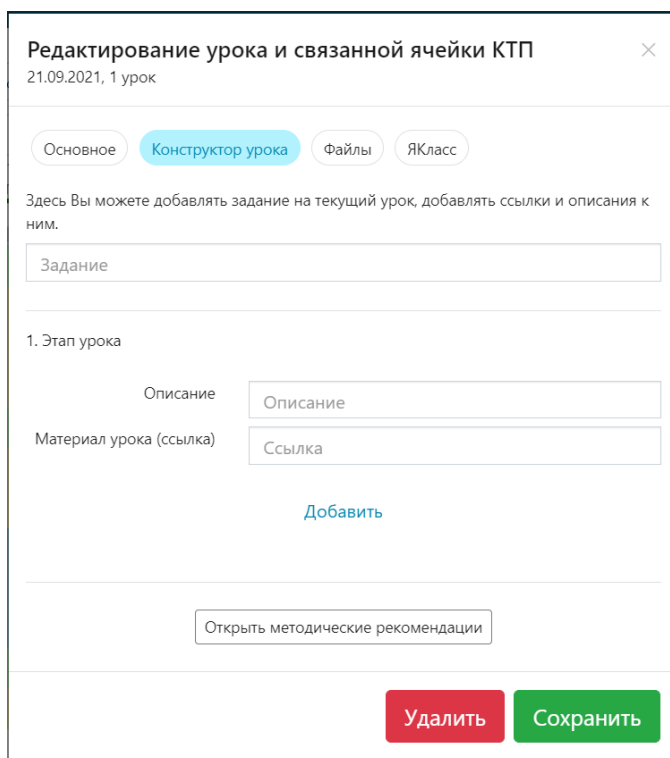 Редактирование урока и связанной ячейки КТП
21.09.2021, 1 урок
Основное Конструктор урока Файлы ЯКласс
Здесь Вы можете добавлять задание на текущий урок, добавлять ссылки и описания к
ним.
Задание
1. Этап урока
Описание Описание
Материал урока (ссылка) Ссылка
Добавить
Открыть методические рекомендации
Удалить Сохранить